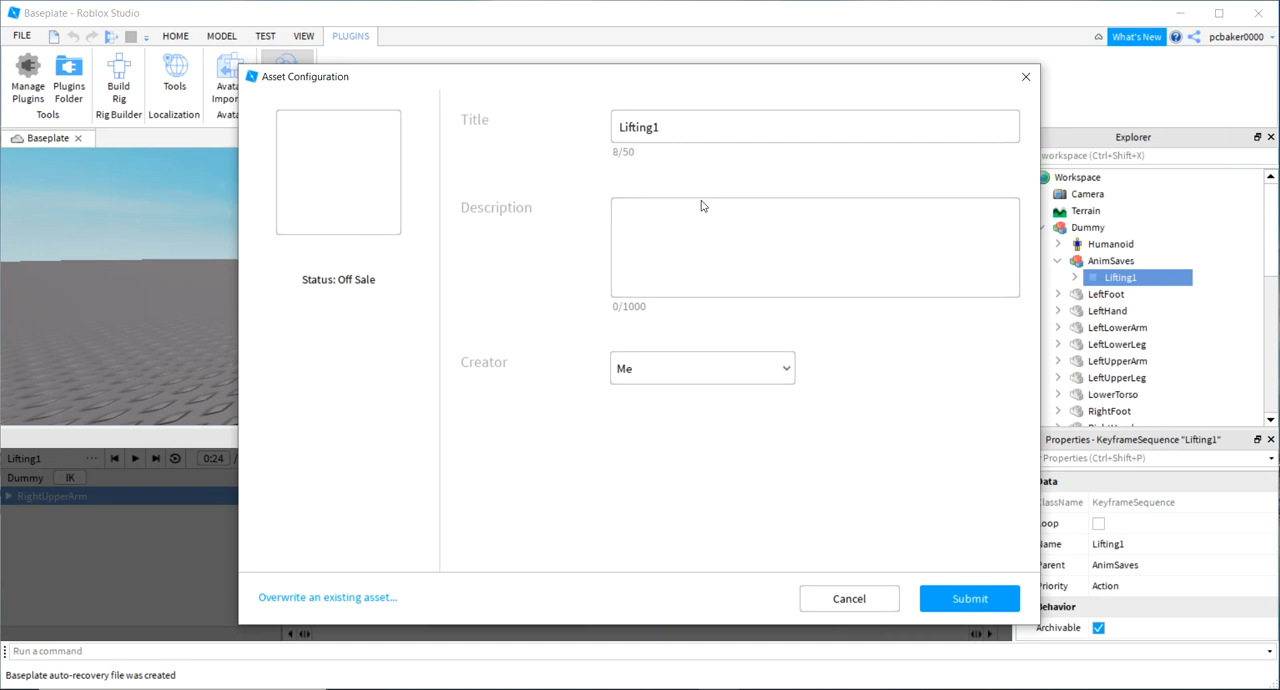 Baseplate - Roblox Studio
FILE HOME MODEL TEST VIEW PLUGINS What's New pcbaker0000
Manage Plugins Plugins Folder Build Rig Tools
Tools Rig Builder Localization
Baseplate
Asset Configuration
Title Lifting1
8/50
Description
0/1000
Status: Off Sale
Creator Me
Overwrite an existing asset... Cancel Submit
Explorer
workspace (Ctrl+Shift+X)
Workspace
Camera
Terrain
Dummy
Humanoid
AnimSaves
Lifting1
LeftFoot
LeftHand
LeftLowerArm
LeftLowerLeg
LeftUpperArm
LeftUpperLeg
LowerTorso
RightFoot
Properties - KeyframeSequence "Lifting1"
Properties (Ctrl+Shift+P)
Data
ClassName KeyframeSequence
Loop
Name Lifting1
Parent AnimSaves
Priority Action
Behavior
Archivable
Lifting1 ... 0:24 /
Dummy IK
RightUpperArm
Run a command
Baseplate auto-recovery file was created